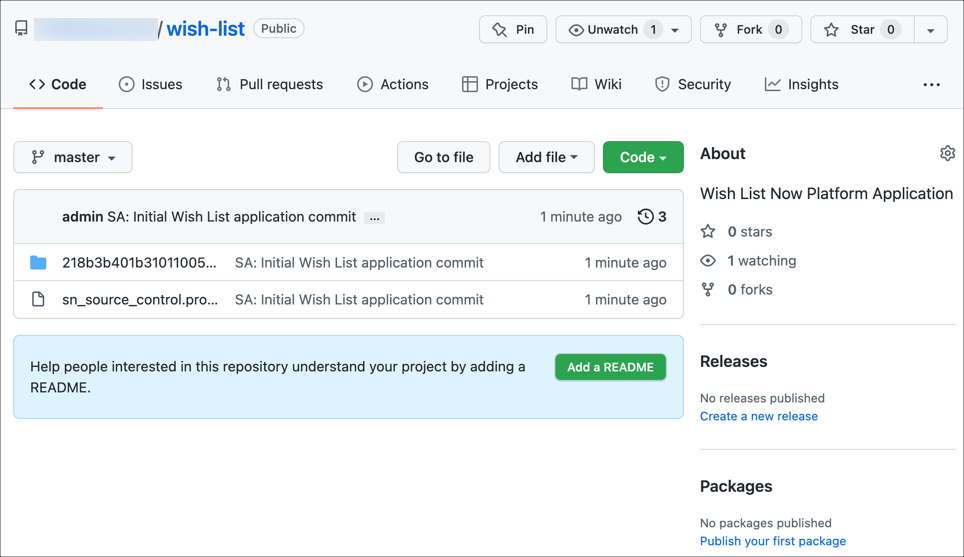 / wish-list Public
Pin
Unwatch 1
Fork 0
Star 0
Code
Issues
Pull requests
Actions
Projects
Wiki
Security
Insights
...
master
Go to file
Add file
Code
admin SA: Initial Wish List application commit ...
1 minute ago
3
218b3b401b31011005... SA: Initial Wish List application commit 1 minute ago
sn_source_control.pro... SA: Initial Wish List application commit 1 minute ago
Help people interested in this repository understand your project by adding a
README.
Add a README
About
Wish List Now Platform Application
0 stars
1 watching
0 forks
Releases
No releases published
Create a new release
Packages
No packages published
Publish your first package